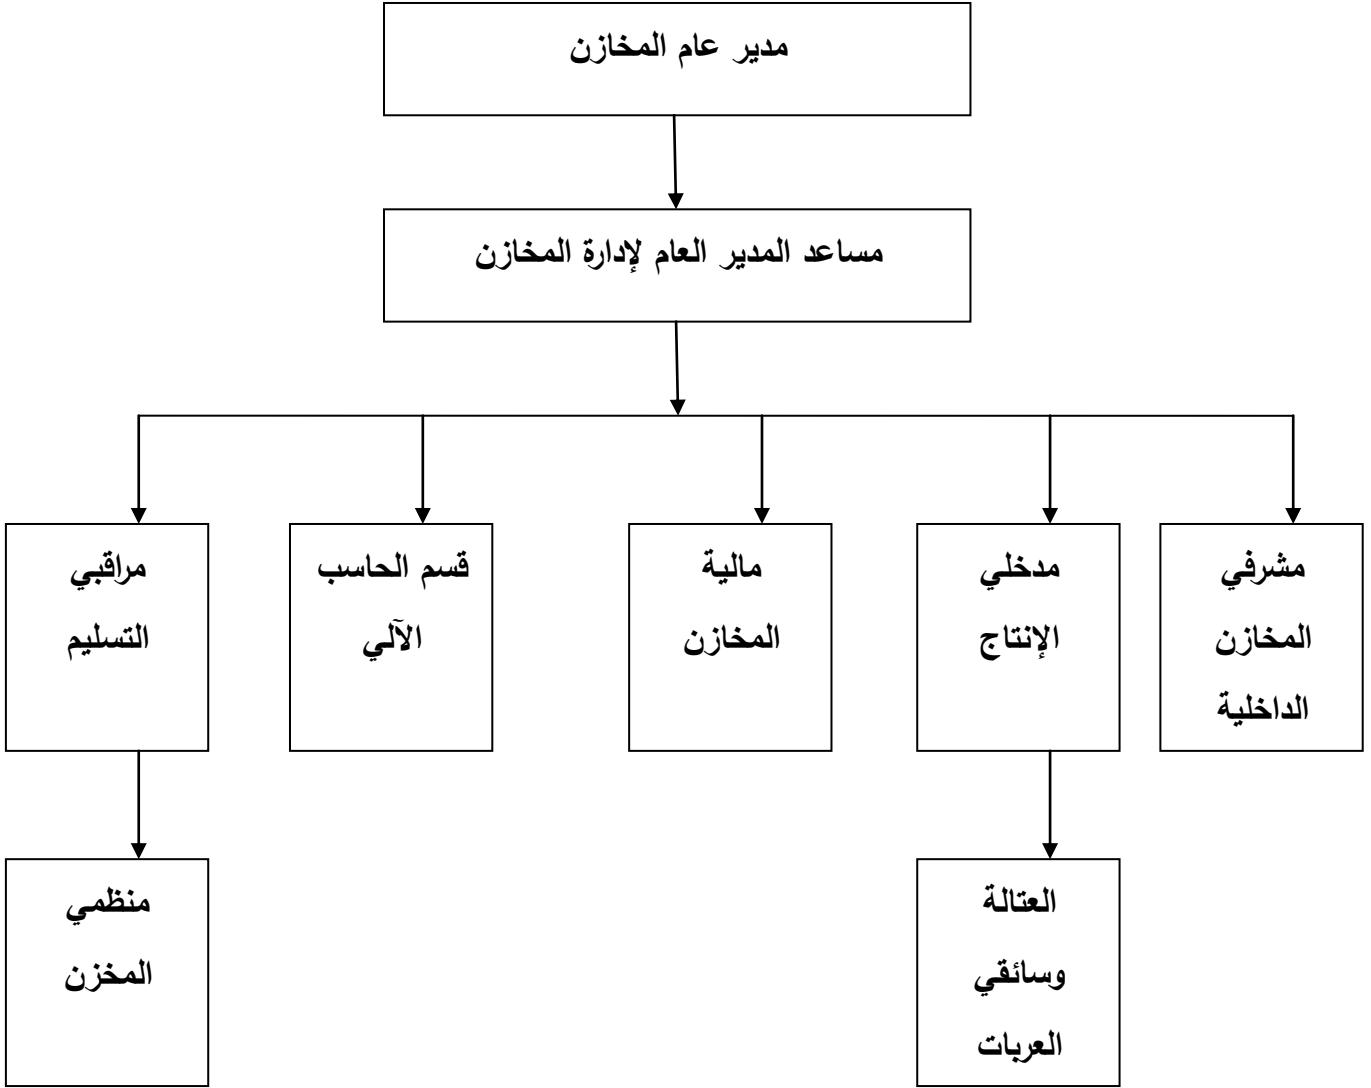 مدير عام المخازن
مساعد المدير العام لإدارة المخازن
مشرفي
المخازن
الداخلية
مدخلي
الإنتاج
مالية
المخازن
قسم الحاسب
الآلي
مراقبي
التسليم
العتالة
وسائقي
العربات
منظمي
المخزن